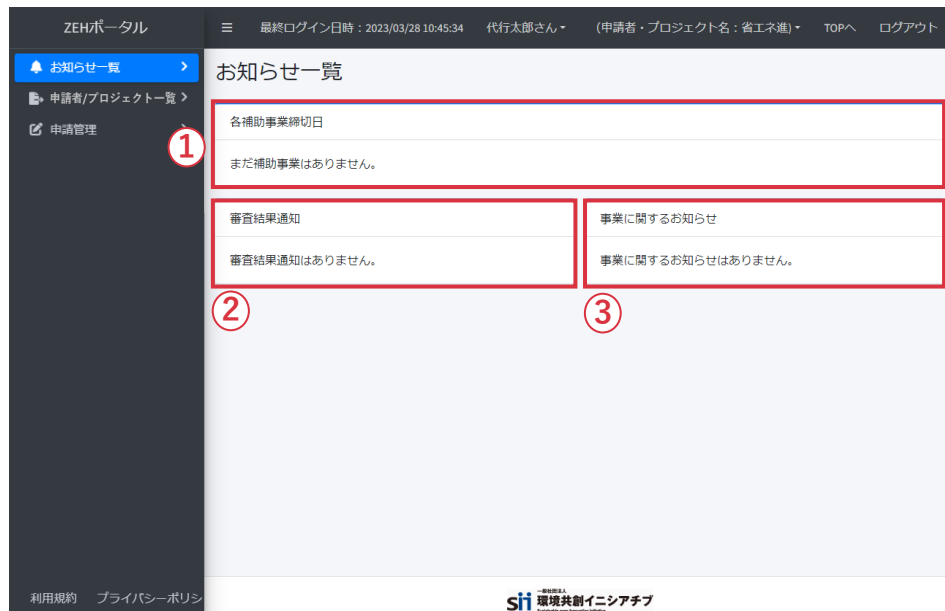 ZEHポータル
最終ログイン日時：2023/03/28 10:45:34 代行太郎さん (申請者・プロジェクト名：省エネ進) TOPへ ログアウト
お知らせ一覧
申請者/プロジェクト一覧
申請管理
お知らせ一覧
①
各補助事業締切日
まだ補助事業はありません。
②
審査結果通知
審査結果通知はありません。
③
事業に関するお知らせ
事業に関するお知らせはありません。
利用規約 プライバシーポリシ
sii 一般社団法人
環境共創イニシアチブ